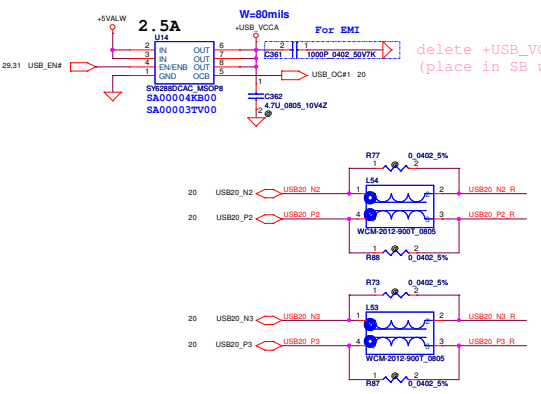 +5VALW
2.5A
W=80mils
+USB_VCCA
For EMI
U14
2 IN OUT 6
3 IN OUT 7
29,31 USB_EN# 4 EN/ENB OUT 8
1 GND OCB 5
SY6288DCAC_MSOP8
SA00004KB00
SA00003TV00
C361 2 1 1000P_0402_50V7K
delete +USB_VC
(place in SB w
USB_OC#1 20
1
C362
4.7U_0805_10V4Z
2 @
R77 0_0402_5%
1 @ 2
L54
20 USB20_N2 USB20_N2 1 2 2 USB20_N2_R
20 USB20_P2 USB20_P2 4 3 3 USB20_P2_R
WCM-2012-900T_0805
1 @ 2
R88 0_0402_5%
R73 0_0402_5%
1 @ 2
L53
20 USB20_N3 USB20_N3 1 2 2 USB20_N3_R
20 USB20_P3 USB20_P3 4 3 3 USB20_P3_R
WCM-2012-900T_0805
1 @ 2
R87 0_0402_5%